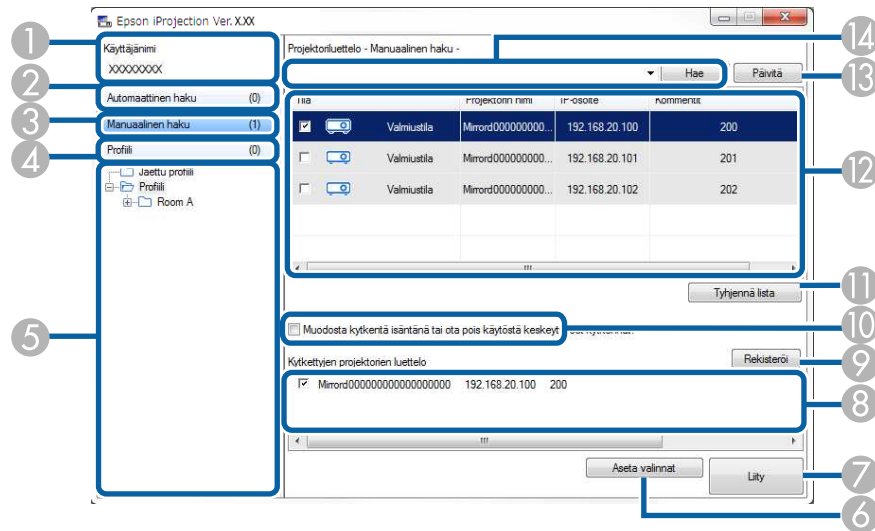 Epson iProjection Ver. X.XX
Käyttäjänimi
XXXXXXXX
Automaattinen haku (0)
Manuaalinen haku (1)
Profiili (0)
Jaettu profiili
Profiili
Room A
Projektoriluettelo - Manuaalinen haku -
Hae
Päivitä
Tila Projektorin nimi IP-osoite Kommentit
Valmiustila Mirrord000000000... 192.168.20.100 200
Valmiustila Mirrord000000000... 192.168.20.101 201
Valmiustila Mirrord000000000... 192.168.20.102 202
Tyhjennä lista
Muodosta kytkentä isäntänä tai ota pois käytöstä keskeyt
Kytkettyjen projektorien luettelo
Rekisteröi
Mirrord00000000000000000 192.168.20.100 200
Aseta valinnat
Liity
1
2
3
4
5
14
13
12
11
10
9
8
7
6